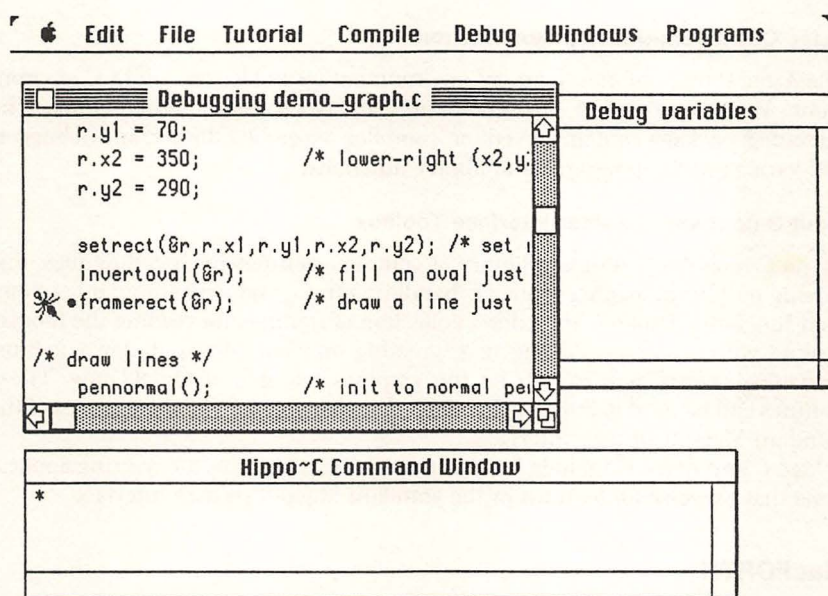 Edit File Tutorial Compile Debug Windows Programs
Debugging demo_graph.c
r.y1 = 70;
r.x2 = 350; /* lower-right {x2,y
r.y2 = 290;
setrect(&r,r.x1,r.y1,r.x2,r.y2); /* set
invertoval(&r); /* fill an oval just
•framerect(&r); /* draw a line just
/* draw lines */
pennormal(); /* init to normal pe
Debug variables
Hippo~C Command Window
*